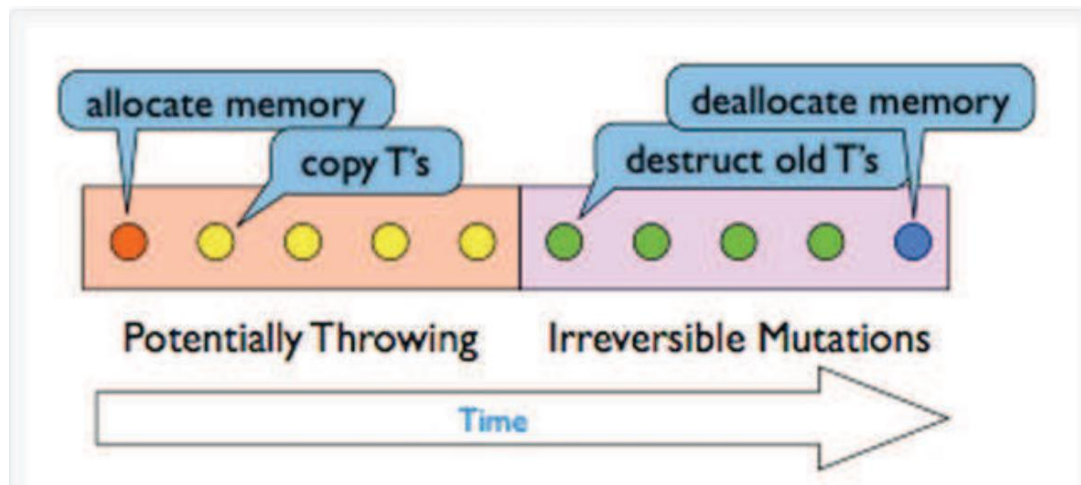 allocate memory
deallocate memory
copy T's
destruct old T's
Potentially Throwing
Irreversible Mutations
Time